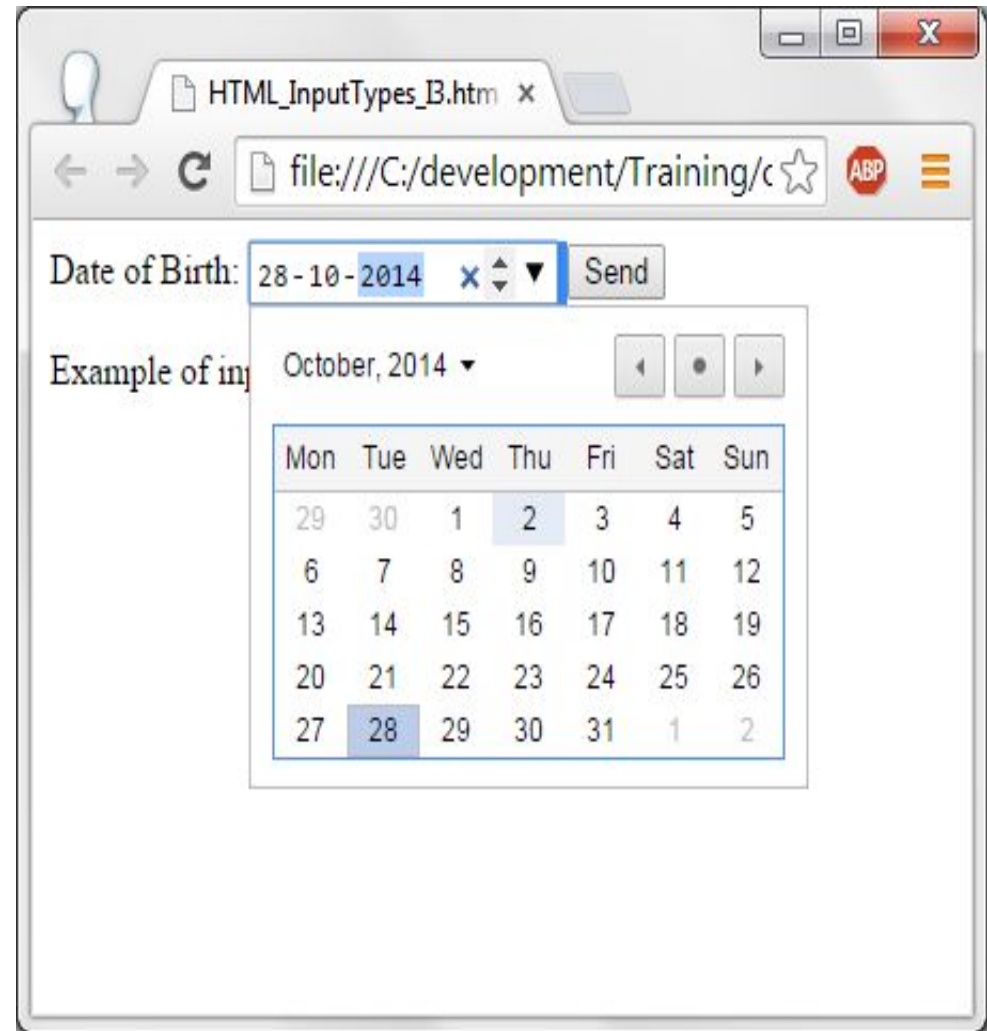 HTML_InputTypes_I3.htm
file:///C:/development/Training/c
ABP
Date of Birth: 28-10-2014 Send
Example of inp
October, 2014
Mon Tue Wed Thu Fri Sat Sun
29 30 1 2 3 4 5
6 7 8 9 10 11 12
13 14 15 16 17 18 19
20 21 22 23 24 25 26
27 28 29 30 31 1 2